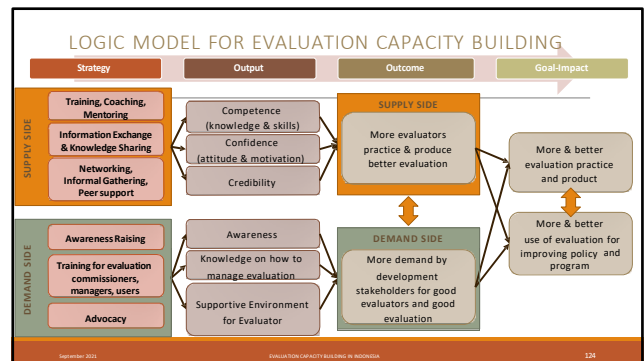 LOGIC MODEL FOR EVALUATION CAPACITY BUILDING
Strategy
Output
Outcome
Goal-Impact
SUPPLY SIDE
Training, Coaching,
Mentoring
Information Exchange
& Knowledge Sharing
Networking,
Informal Gathering,
Peer support
Competence
(knowledge & skills)
Confidence
(attitude & motivation)
Credibility
SUPPLY SIDE
More evaluators
practice & produce
better evaluation
More & better
evaluation practice
and product
DEMAND SIDE
Awareness Raising
Training for evaluation
commissioners,
managers, users
Advocacy
Awareness
Knowledge on how to
manage evaluation
Supportive Environment
for Evaluator
DEMAND SIDE
More demand by
development
stakeholders for good
evaluators and good
evaluation
More & better
use of evaluation for
improving policy and
program
September 2021
EVALUATION CAPACITY BUILDING IN INDONESIA
124